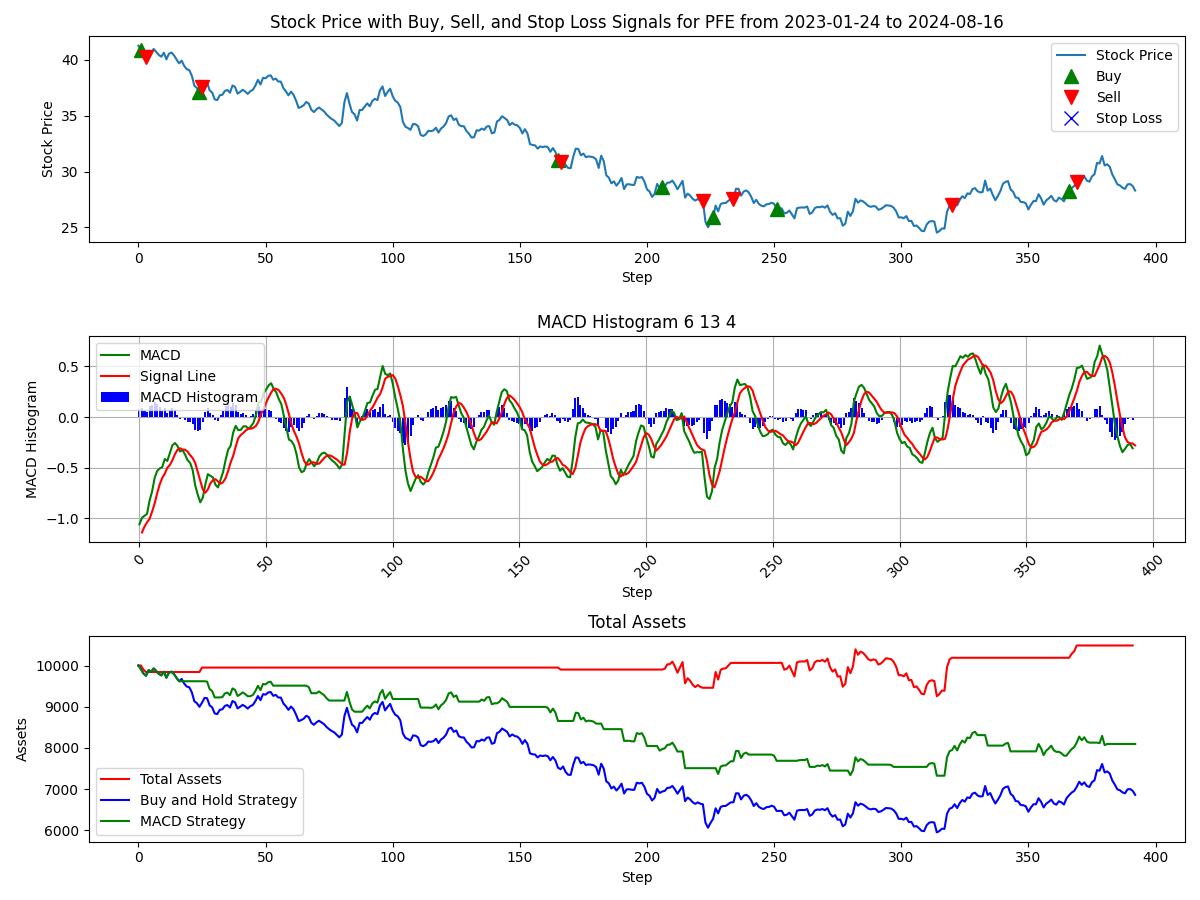 Stock Price with Buy, Sell, and Stop Loss Signals for PFE from 2023-01-24 to 2024-08-16
Stock Price
40
35
30
25
Stock Price
Buy
Sell
Stop Loss
0 50 100 150 200 250 300 350 400
Step
MACD Histogram 6 13 4
MACD Histogram
0.5
0.0
−0.5
−1.0
MACD
Signal Line
MACD Histogram
0 50 100 150 200 250 300 350 400
Step
Total Assets
Assets
10000
9000
8000
7000
6000
Total Assets
Buy and Hold Strategy
MACD Strategy
0 50 100 150 200 250 300 350 400
Step